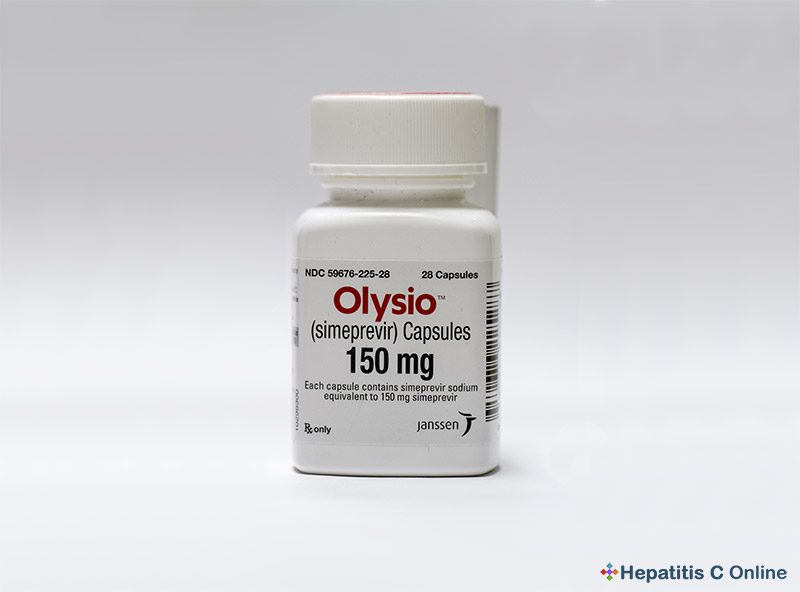 NDC 59676-225-28 28 Capsules
Olysio™
(simeprevir) Capsules
150 mg
Each capsule contains simeprevir sodium
equivalent to 150 mg simeprevir
Rx only
janssen
Hepatitis C Online